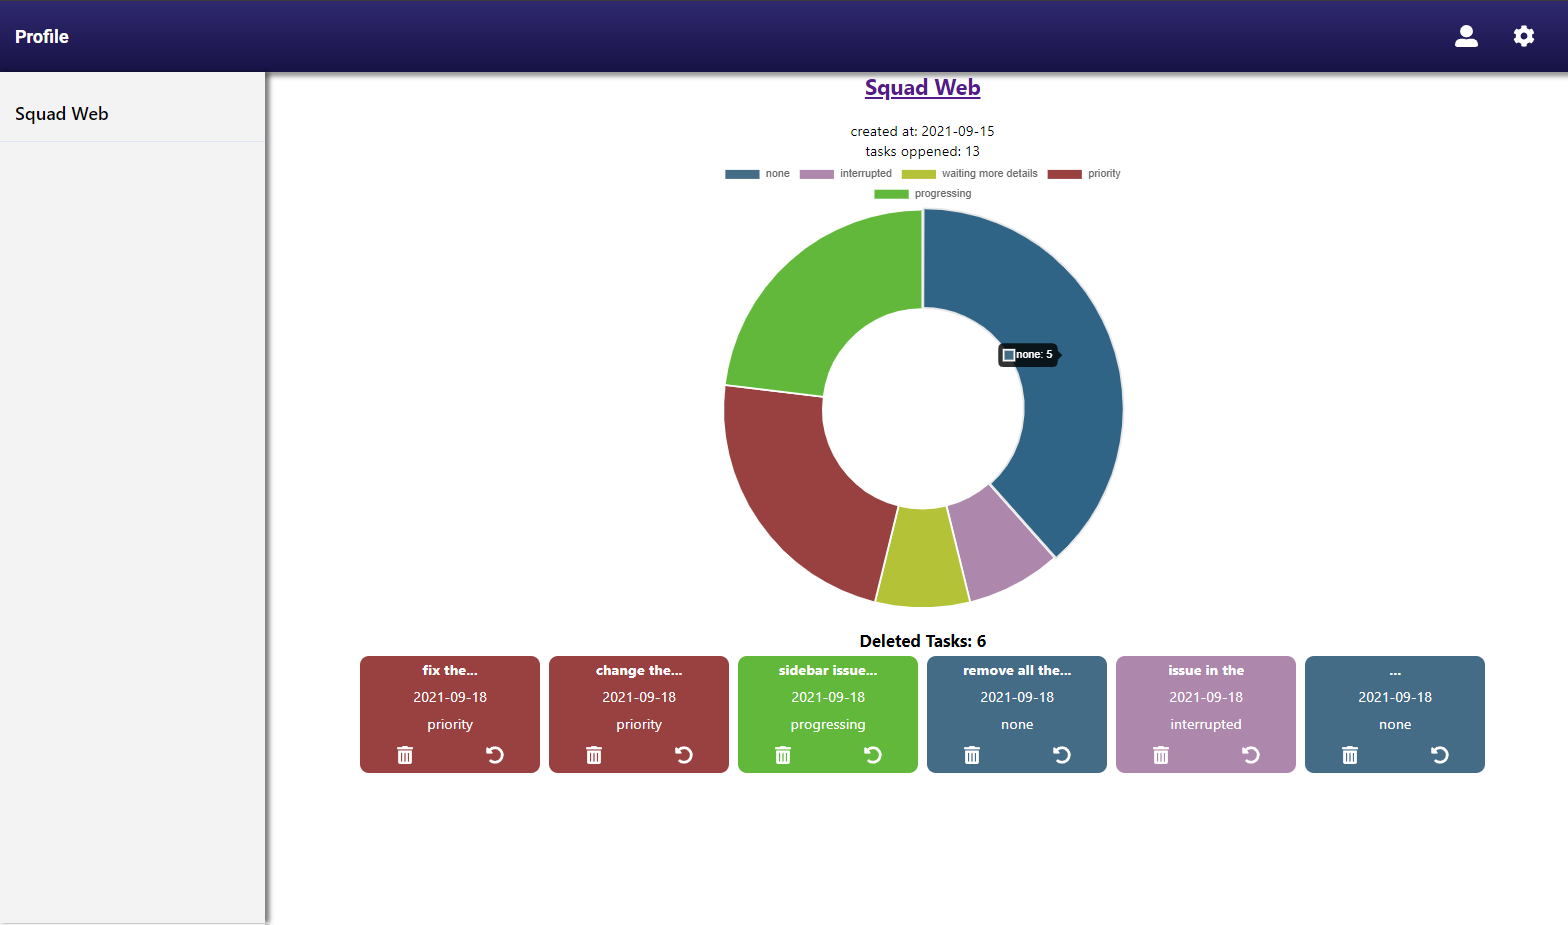 Profile
Squad Web
Squad Web
created at: 2021-09-15
tasks oppened: 13
none interrupted waiting more details priority
progressing
none: 5
Deleted Tasks: 6
fix the... change the... sidebar issue... remove all the... issue in the ...
2021-09-18 2021-09-18 2021-09-18 2021-09-18 2021-09-18 2021-09-18
priority priority progressing none interrupted none